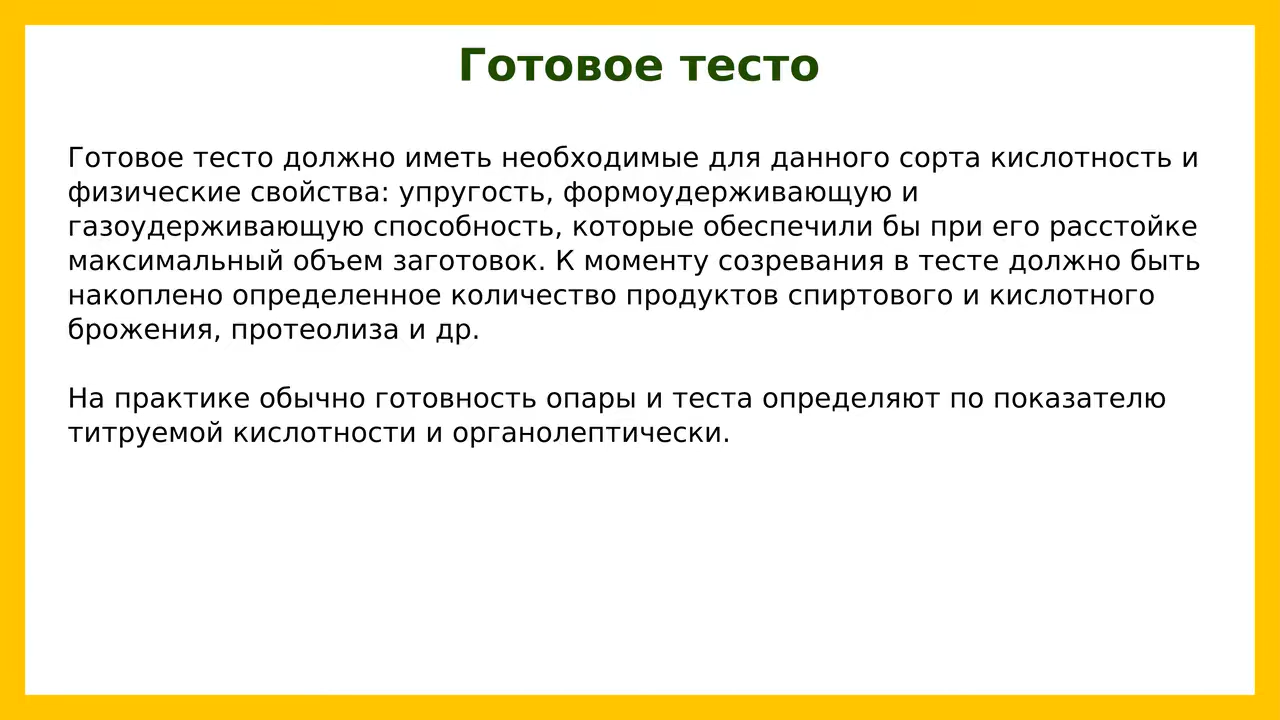 Готовое тесто
Готовое тесто должно иметь необходимые для данного сорта кислотность и
физические свойства: упругость, формоудерживающую и
газоудерживающую способность, которые обеспечили бы при его расстойке
максимальный объем заготовок. К моменту созревания в тесте должно быть
накоплено определенное количество продуктов спиртового и кислотного
брожения, протеолиза и др.
На практике обычно готовность опары и теста определяют по показателю
титруемой кислотности и органолептически.